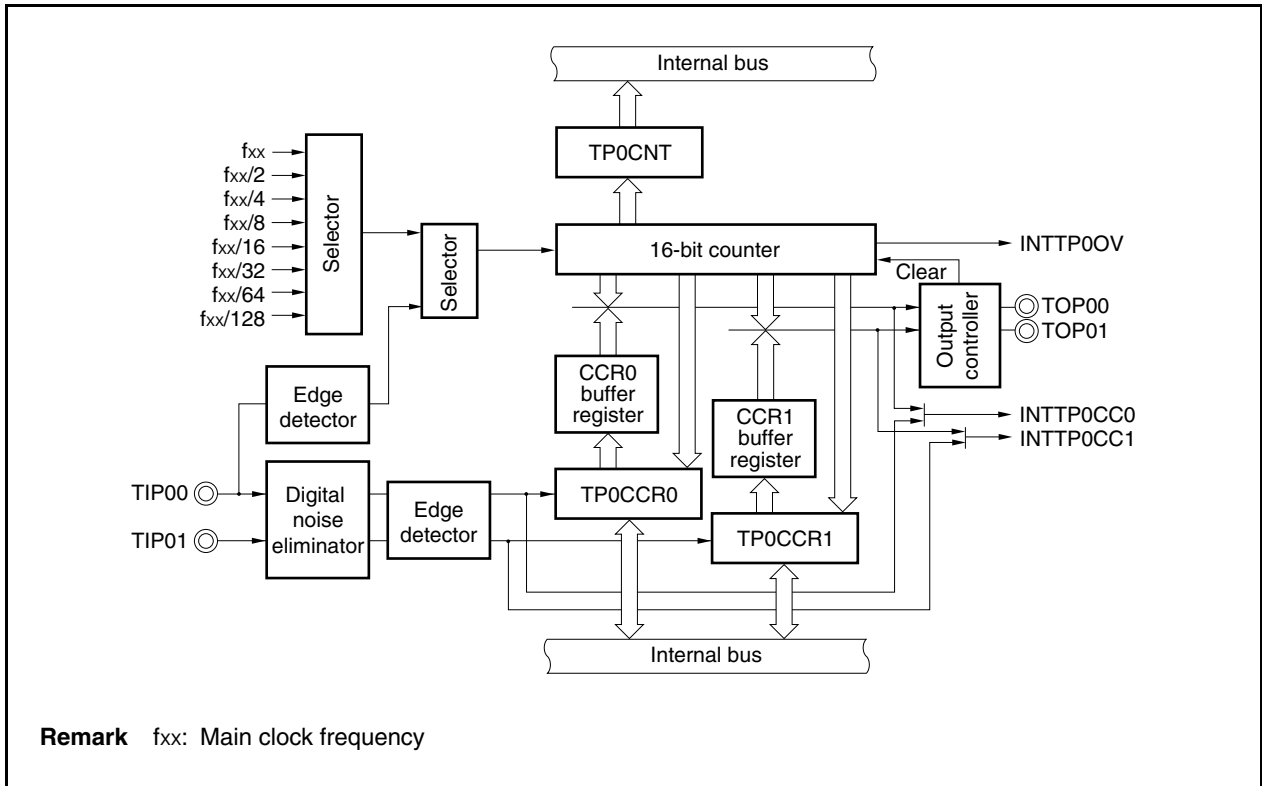 Internal bus
TP0CNT
fxx
fxx/2
fxx/4
fxx/8
fxx/16
fxx/32
fxx/64
fxx/128
Selector
Selector
16-bit counter
INTTP0OV
Clear
Output
controller
TOP00
TOP01
CCR0
buffer
register
CCR1
buffer
register
INTTP0CC0
INTTP0CC1
Edge
detector
TIP00
TIP01
Digital
noise
eliminator
Edge
detector
TP0CCR0
TP0CCR1
Internal bus
Remark fxx: Main clock frequency